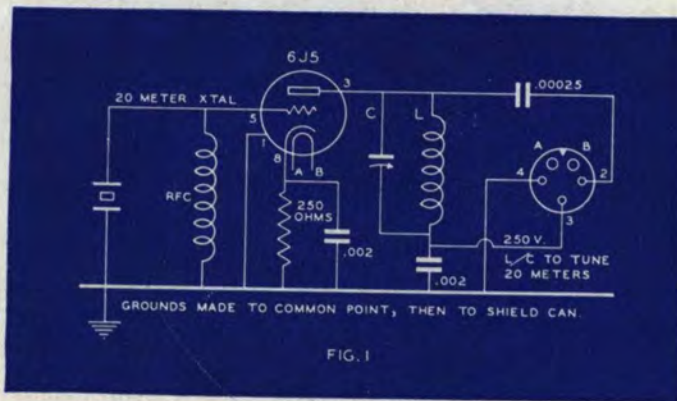 6J5
20 METER XTAL
3
.00025
5
1
C
L
A
B
8
A
B
4
2
RFC
250
OHMS
.002
3
250 V.
L/C TO TUNE
20 METERS
.002
GROUNDS MADE TO COMMON POINT, THEN TO SHIELD CAN.
FIG. 1